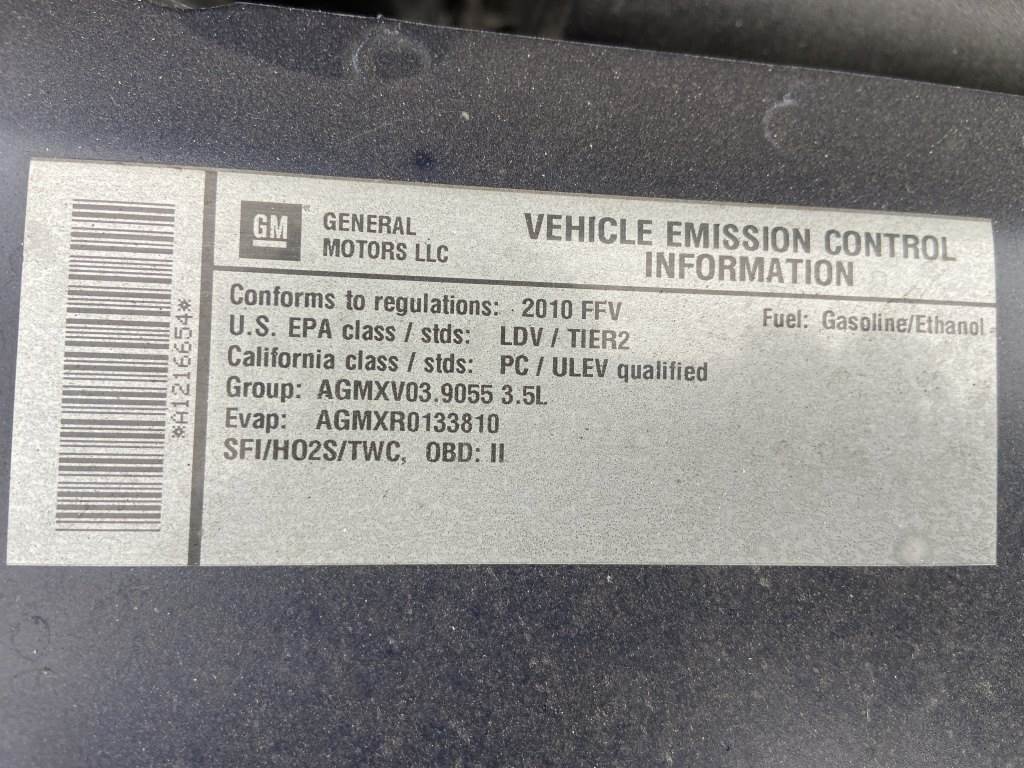 *A1216654*
GM
GENERAL
MOTORS LLC
VEHICLE EMISSION CONTROL
INFORMATION
Conforms to regulations: 2010 FFV
Fuel: Gasoline/Ethanol
U.S. EPA class / stds: LDV / TIER2
California class / stds: PC / ULEV qualified
Group: AGMXV03.9055 3.5L
Evap: AGMXR0133810
SFI/HO2S/TWC, OBD: II